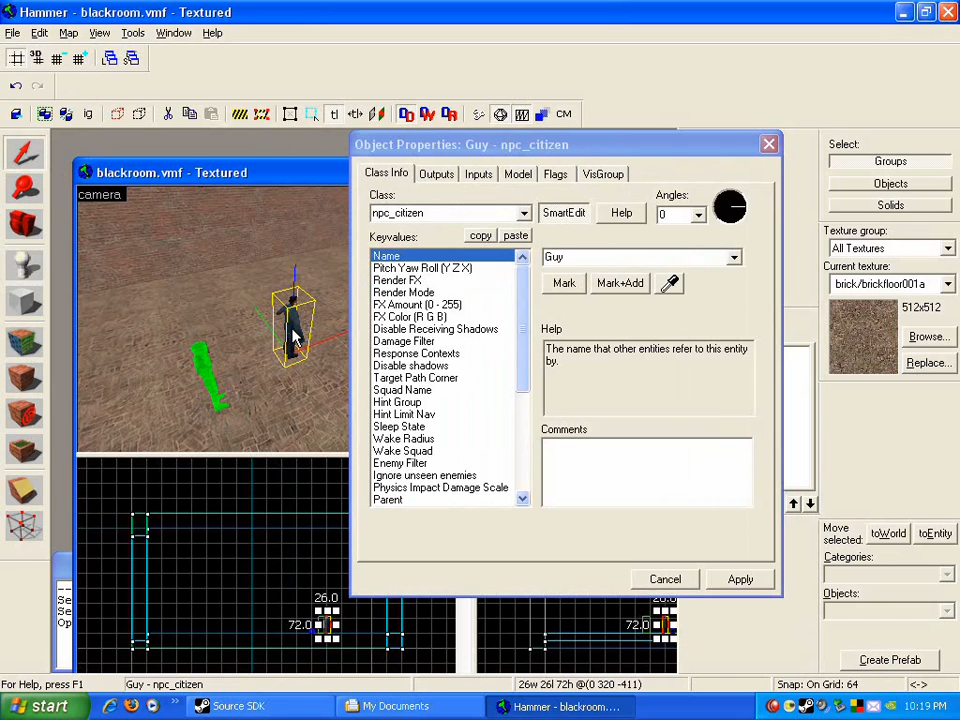 Hammer - blackroom.vmf - Textured
File Edit Map View Tools Window Help
3D
ig
tl
CM
blackroom.vmf - Textured
camera
Object Properties: Guy - npc_citizen
Class Info Outputs Inputs Model Flags VisGroup
Class:
npc_citizen
SmartEdit
Help
Angles:
0
Keyvalues:
copy
paste
Name
Pitch Yaw Roll (Y Z X)
Render FX
Render Mode
FX Amount (0 - 255)
FX Color (R G B)
Disable Receiving Shadows
Damage Filter
Response Contexts
Disable shadows
Target Path Corner
Squad Name
Hint Group
Hint Limit Nav
Sleep State
Wake Radius
Wake Squad
Enemy Filter
Ignore unseen enemies
Physics Impact Damage Scale
Parent
Guy
Mark
Mark+Add
Help
The name that other entities refer to this entity
by.
Comments
Cancel
Apply
Select:
Groups
Objects
Solids
Texture group:
All Textures
Current texture:
brick/brickfloor001a
512x512
Browse...
Replace...
Move
selected:
toWorld
toEntity
Categories:
Objects:
Create Prefab
Se
Se
Op
26.0
72.0
72.0
For Help, press F1
Guy - npc_citizen
26w 26l 72h @(0 320 -411)
Snap: On Grid: 64
<->
start
Source SDK
My Documents
Hammer - blackroom....
10:19 PM